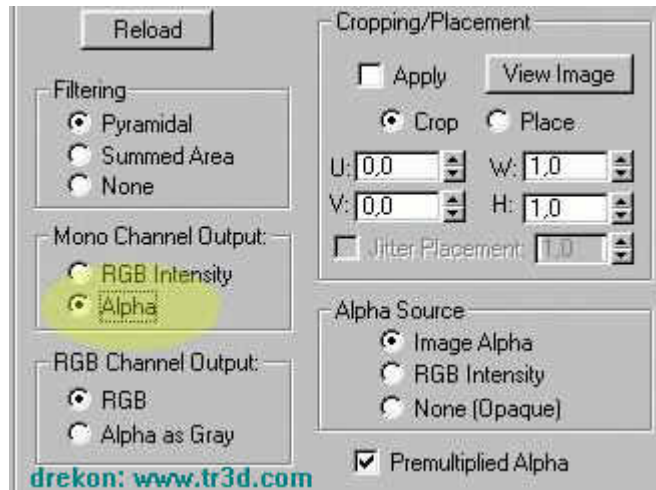 Reload
Filtering
Pyramidal
Summed Area
None
Mono Channel Output:
RGB Intensity
Alpha
RGB Channel Output:
RGB
Alpha as Gray
drekon: www.tr3d.com
Cropping/Placement
Apply
View Image
Crop
Place
U: 0,0
W: 1,0
V: 0,0
H: 1,0
Jitter Placement: 1,0
Alpha Source
Image Alpha
RGB Intensity
None (Opaque)
Premultiplied Alpha